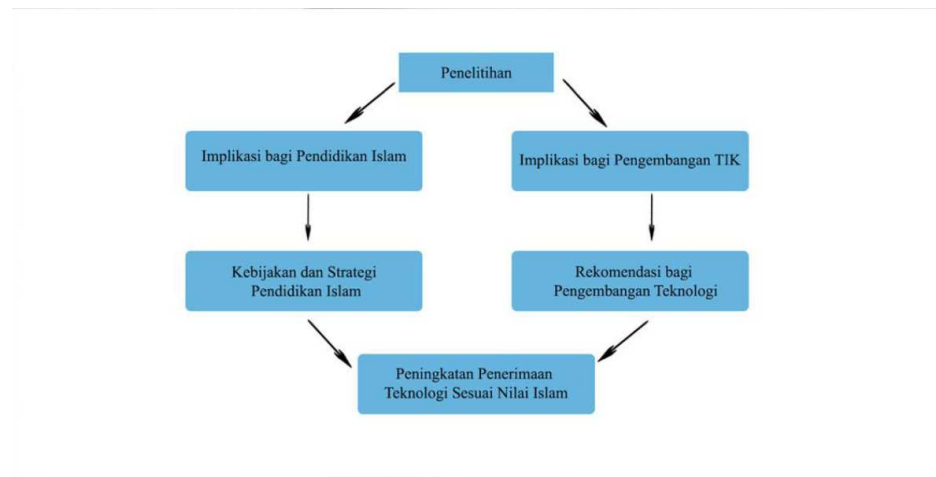 Penelitihan
Implikasi bagi Pendidikan Islam
Implikasi bagi Pengembangan TIK
Kebijakan dan Strategi
Pendidikan Islam
Rekomendasi bagi
Pengembangan Teknologi
Peningkatan Penerimaan
Teknologi Sesuai Nilai Islam